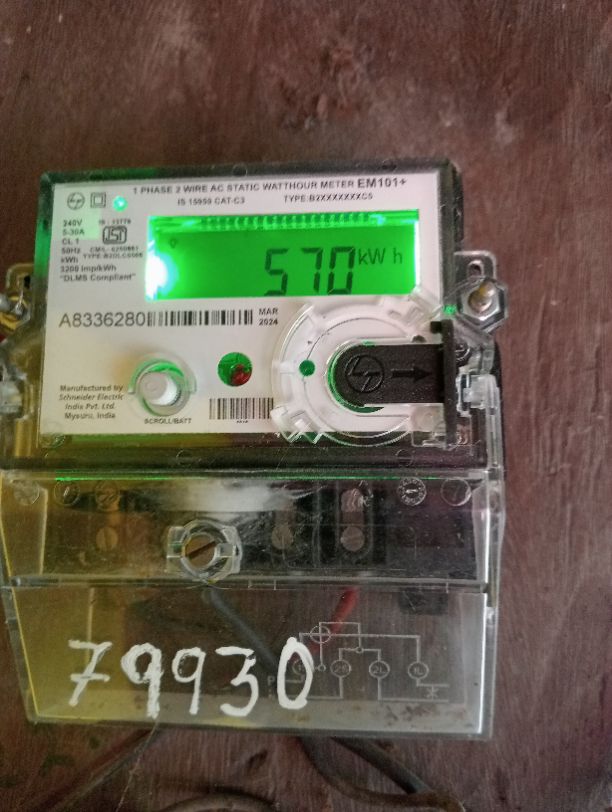 1 PHASE 2 WIRE AC STATIC WATTHOUR METER EM101+
IS 15959 CAT-C3 TYPE:B2XXXXXXXC5
240V
5-30A
CL 1
50Hz
kWh
3200 imp/kWh
"DLMS Compliant"
570 kWh
A8336280
MAR
2024
Manufactured by
Schneider Electric
India Pvt. Ltd.
Mysuru, India
SCROLL/BATT
79930